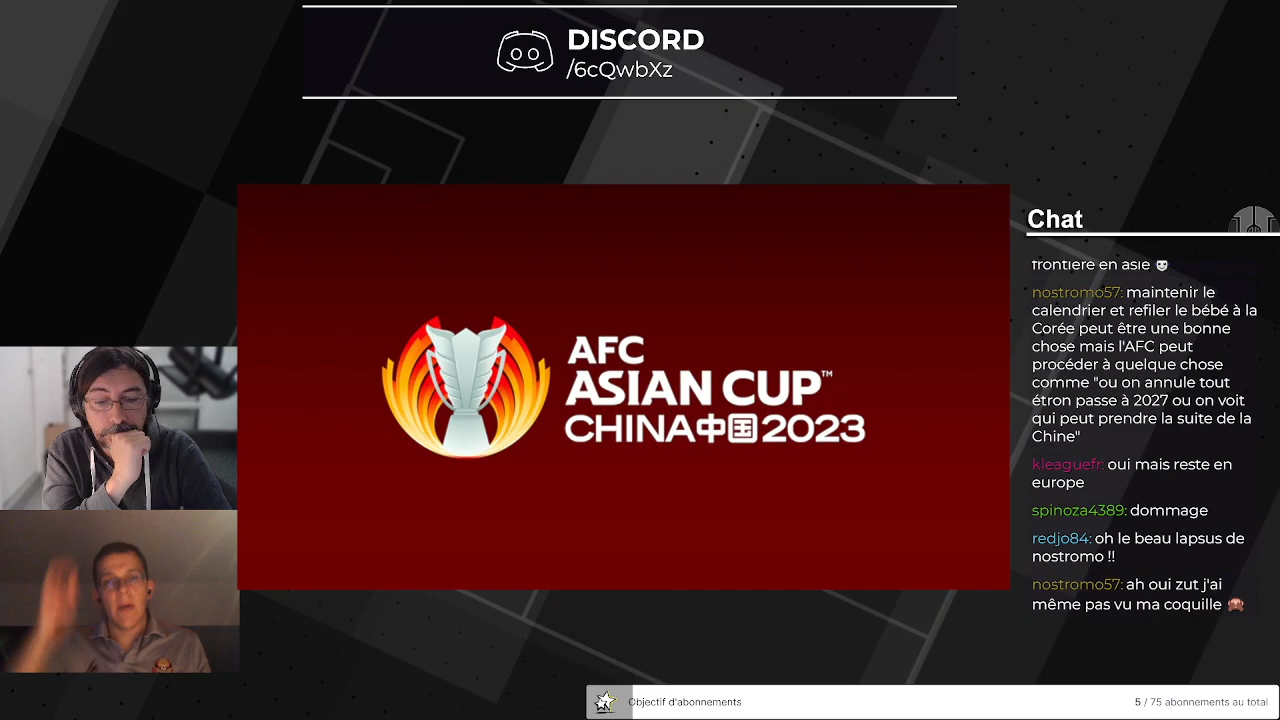 DISCORD
/6cQwbXz
AFC
ASIAN CUP™
CHINA中国2023
Chat
frontière en asie
nostromo57: maintenir le
calendrier et refiler le bébé à la
Corée peut être une bonne
chose mais l'AFC peut
procéder à quelque chose
comme "ou on annule tout
étron passe à 2027 ou on voit
qui peut prendre la suite de la
Chine"
kleaguefr: oui mais reste en
europe
spinoza4389: dommage
redjo84: oh le beau lapsus de
nostromo !!
nostromo57: ah oui zut j'ai
même pas vu ma coquille
Objectif d'abonnements
5 / 75 abonnements au total